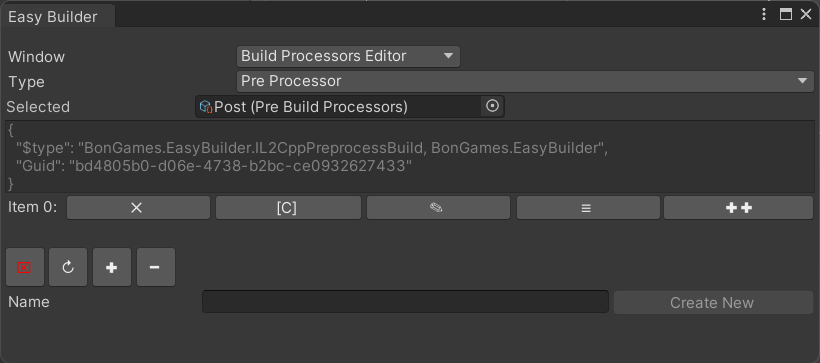 Easy Builder
Window Build Processors Editor
Type Pre Processor
Selected Post (Pre Build Processors)
{
"$type": "BonGames.EasyBuilder.IL2CppPreprocessBuild, BonGames.EasyBuilder",
"Guid": "bd4805b0-d06e-4738-b2bc-ce0932627433"
}
Item 0: ✕ [C] ✎ ≡ ✚✚
Name Create New